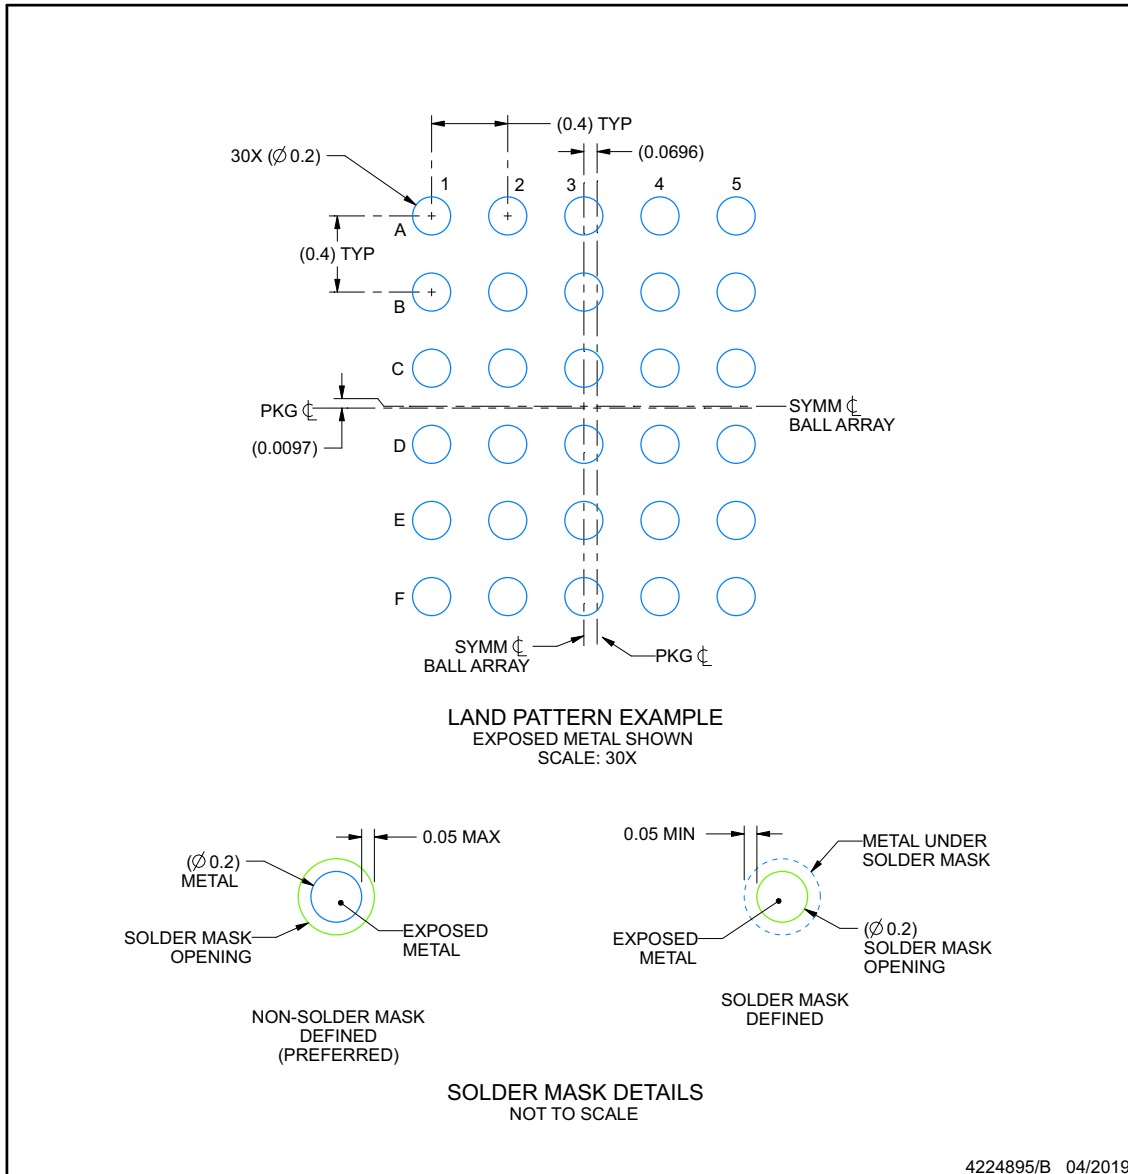 (0.4) TYP
(0.0696)
30X (∅ 0.2)
1 2 3 4 5
A
(0.4) TYP
B
C
PKG ℄
SYMM ℄
BALL ARRAY
(0.0097)
D
E
F
SYMM ℄
BALL ARRAY
PKG ℄
LAND PATTERN EXAMPLE
EXPOSED METAL SHOWN
SCALE: 30X
0.05 MAX
(∅ 0.2)
METAL
SOLDER MASK
OPENING
EXPOSED
METAL
NON-SOLDER MASK
DEFINED
(PREFERRED)
0.05 MIN
METAL UNDER
SOLDER MASK
EXPOSED
METAL
(∅ 0.2)
SOLDER MASK
OPENING
SOLDER MASK
DEFINED
SOLDER MASK DETAILS
NOT TO SCALE
4224895/B 04/2019